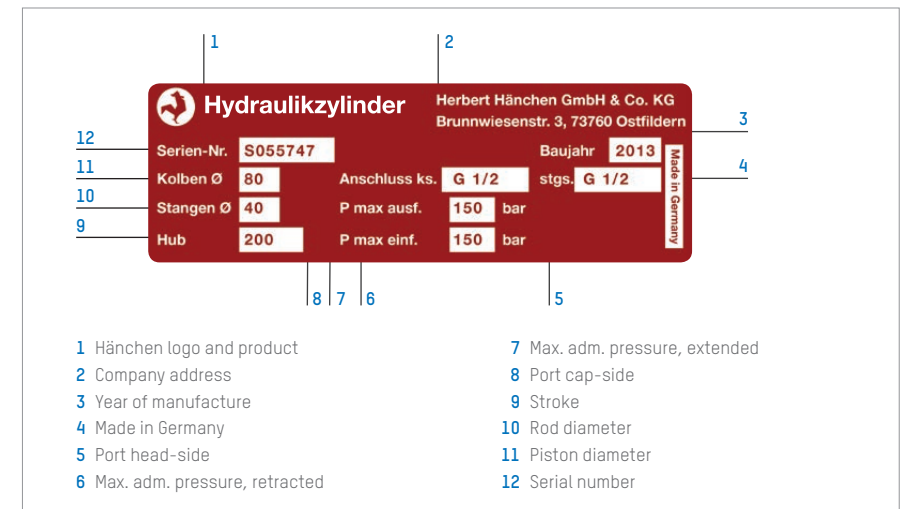 1
2
Hydraulikzylinder
Herbert Hänchen GmbH & Co. KG
Brunnwiesenstr. 3, 73760 Ostfildern
3
12
Serien-Nr. S055747 Baujahr 2013
11
Kolben Ø 80 Anschluss ks. G 1/2 stgs. G 1/2
4
10
Stangen Ø 40 P max ausf. 150 bar
9
Hub 200 P max einf. 150 bar
Made in Germany
8 7 6 5
1 Hänchen logo and product
2 Company address
3 Year of manufacture
4 Made in Germany
5 Port head-side
6 Max. adm. pressure, retracted
7 Max. adm. pressure, extended
8 Port cap-side
9 Stroke
10 Rod diameter
11 Piston diameter
12 Serial number